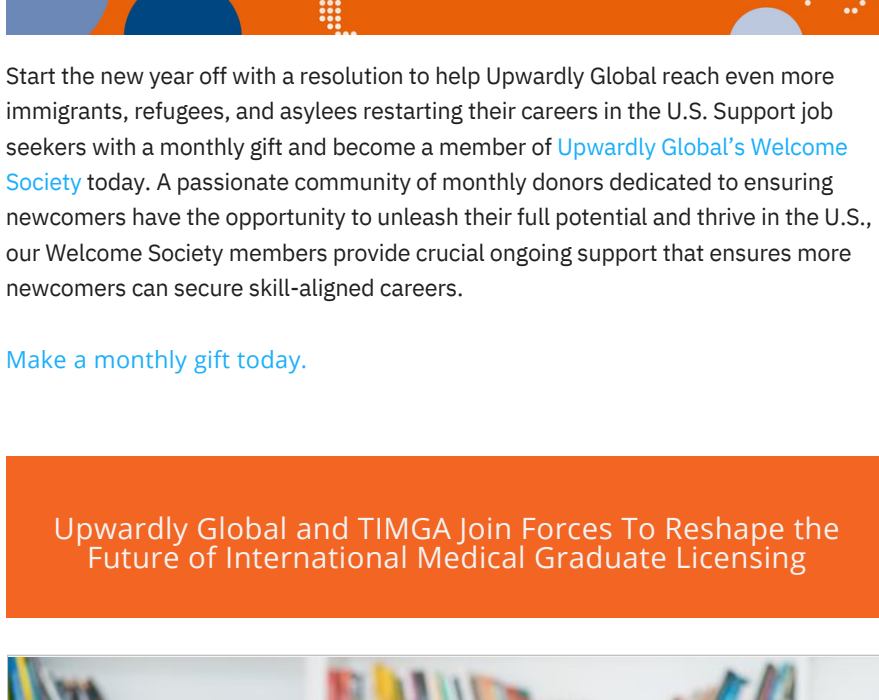 Start the new year off with a resolution to help Upwardly Global reach even more
immigrants, refugees, and asylees restarting their careers in the U.S. Support job
seekers with a monthly gift and become a member of Upwardly Global’s Welcome
Society today. A passionate community of monthly donors dedicated to ensuring
newcomers have the opportunity to unleash their full potential and thrive in the U.S.,
our Welcome Society members provide crucial ongoing support that ensures more
newcomers can secure skill-aligned careers.
Make a monthly gift today.
Upwardly Global and TIMGA Join Forces To Reshape the
Future of International Medical Graduate Licensing